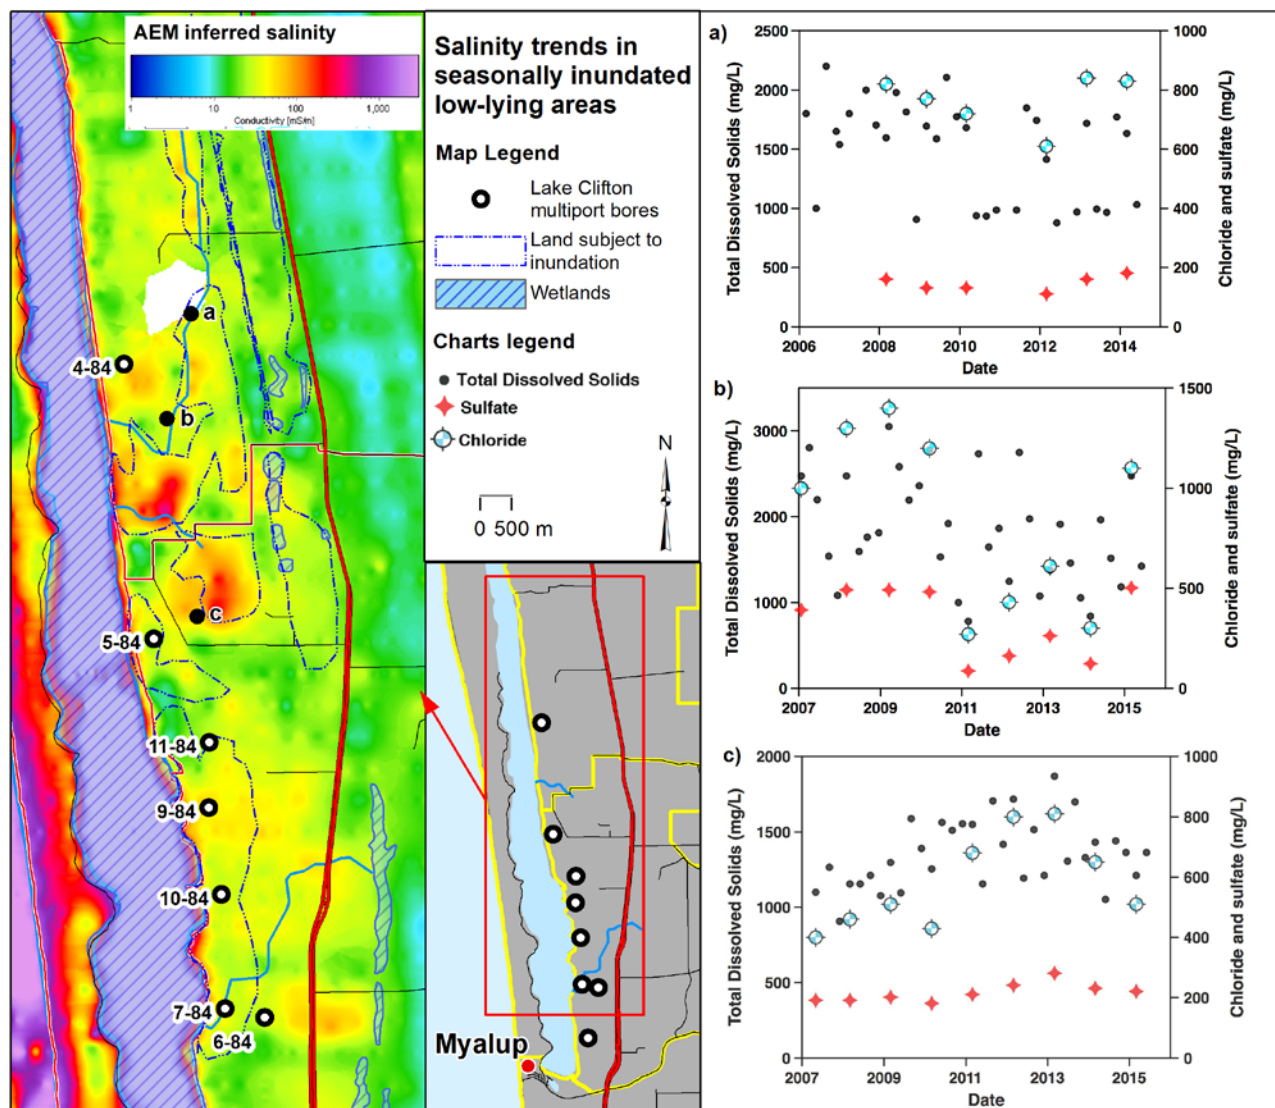 AEM inferred salinity
1 10 100 1,000
Conductivity [mS/m]
a
4-84
b
c
5-84
11-84
9-84
10-84
7-84
6-84
Salinity trends in
seasonally inundated
low-lying areas
Map Legend
Lake Clifton
multiport bores
Land subject to
inundation
Wetlands
Charts legend
Total Dissolved Solids
Sulfate
Chloride
N
0 500 m
Myalup
a)
Total Dissolved Solids (mg/L)
2500
2000
1500
1000
500
0
1000
800
600
400
200
0
Chloride and sulfate (mg/L)
2006 2008 2010 2012 2014
Date
b)
Total Dissolved Solids (mg/L)
3000
2000
1000
0
1500
1000
500
0
Chloride and sulfate (mg/L)
2007 2009 2011 2013 2015
Date
c)
Total Dissolved Solids (mg/L)
2000
1500
1000
500
0
1000
800
600
400
200
0
Chloride and sulfate (mg/L)
2007 2009 2011 2013 2015
Date